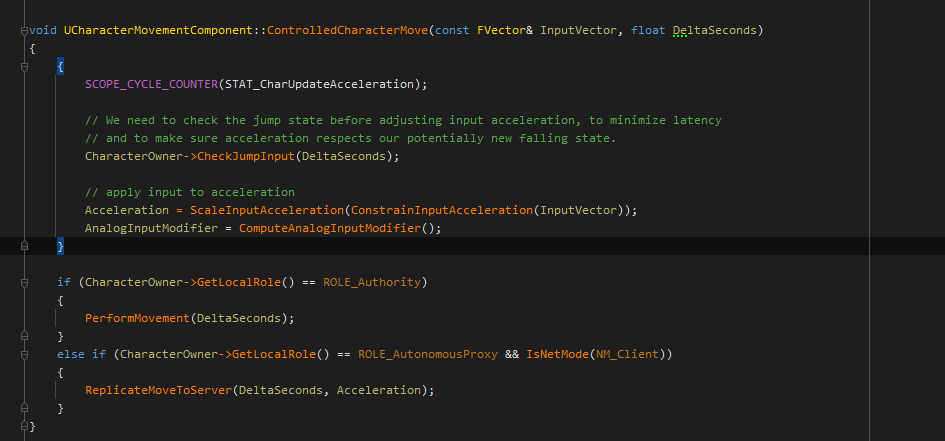 void UCharacterMovementComponent::ControlledCharacterMove(const FVector& InputVector, float DeltaSeconds)
{
    {
        SCOPE_CYCLE_COUNTER(STAT_CharUpdateAcceleration);

        // We need to check the jump state before adjusting input acceleration, to minimize latency
        // and to make sure acceleration respects our potentially new falling state.
        CharacterOwner->CheckJumpInput(DeltaSeconds);

        // apply input to acceleration
        Acceleration = ScaleInputAcceleration(ConstrainInputAcceleration(InputVector));
        AnalogInputModifier = ComputeAnalogInputModifier();
    }

    if (CharacterOwner->GetLocalRole() == ROLE_Authority)
    {
        PerformMovement(DeltaSeconds);
    }
    else if (CharacterOwner->GetLocalRole() == ROLE_AutonomousProxy && IsNetMode(NM_Client))
    {
        ReplicateMoveToServer(DeltaSeconds, Acceleration);
    }
}